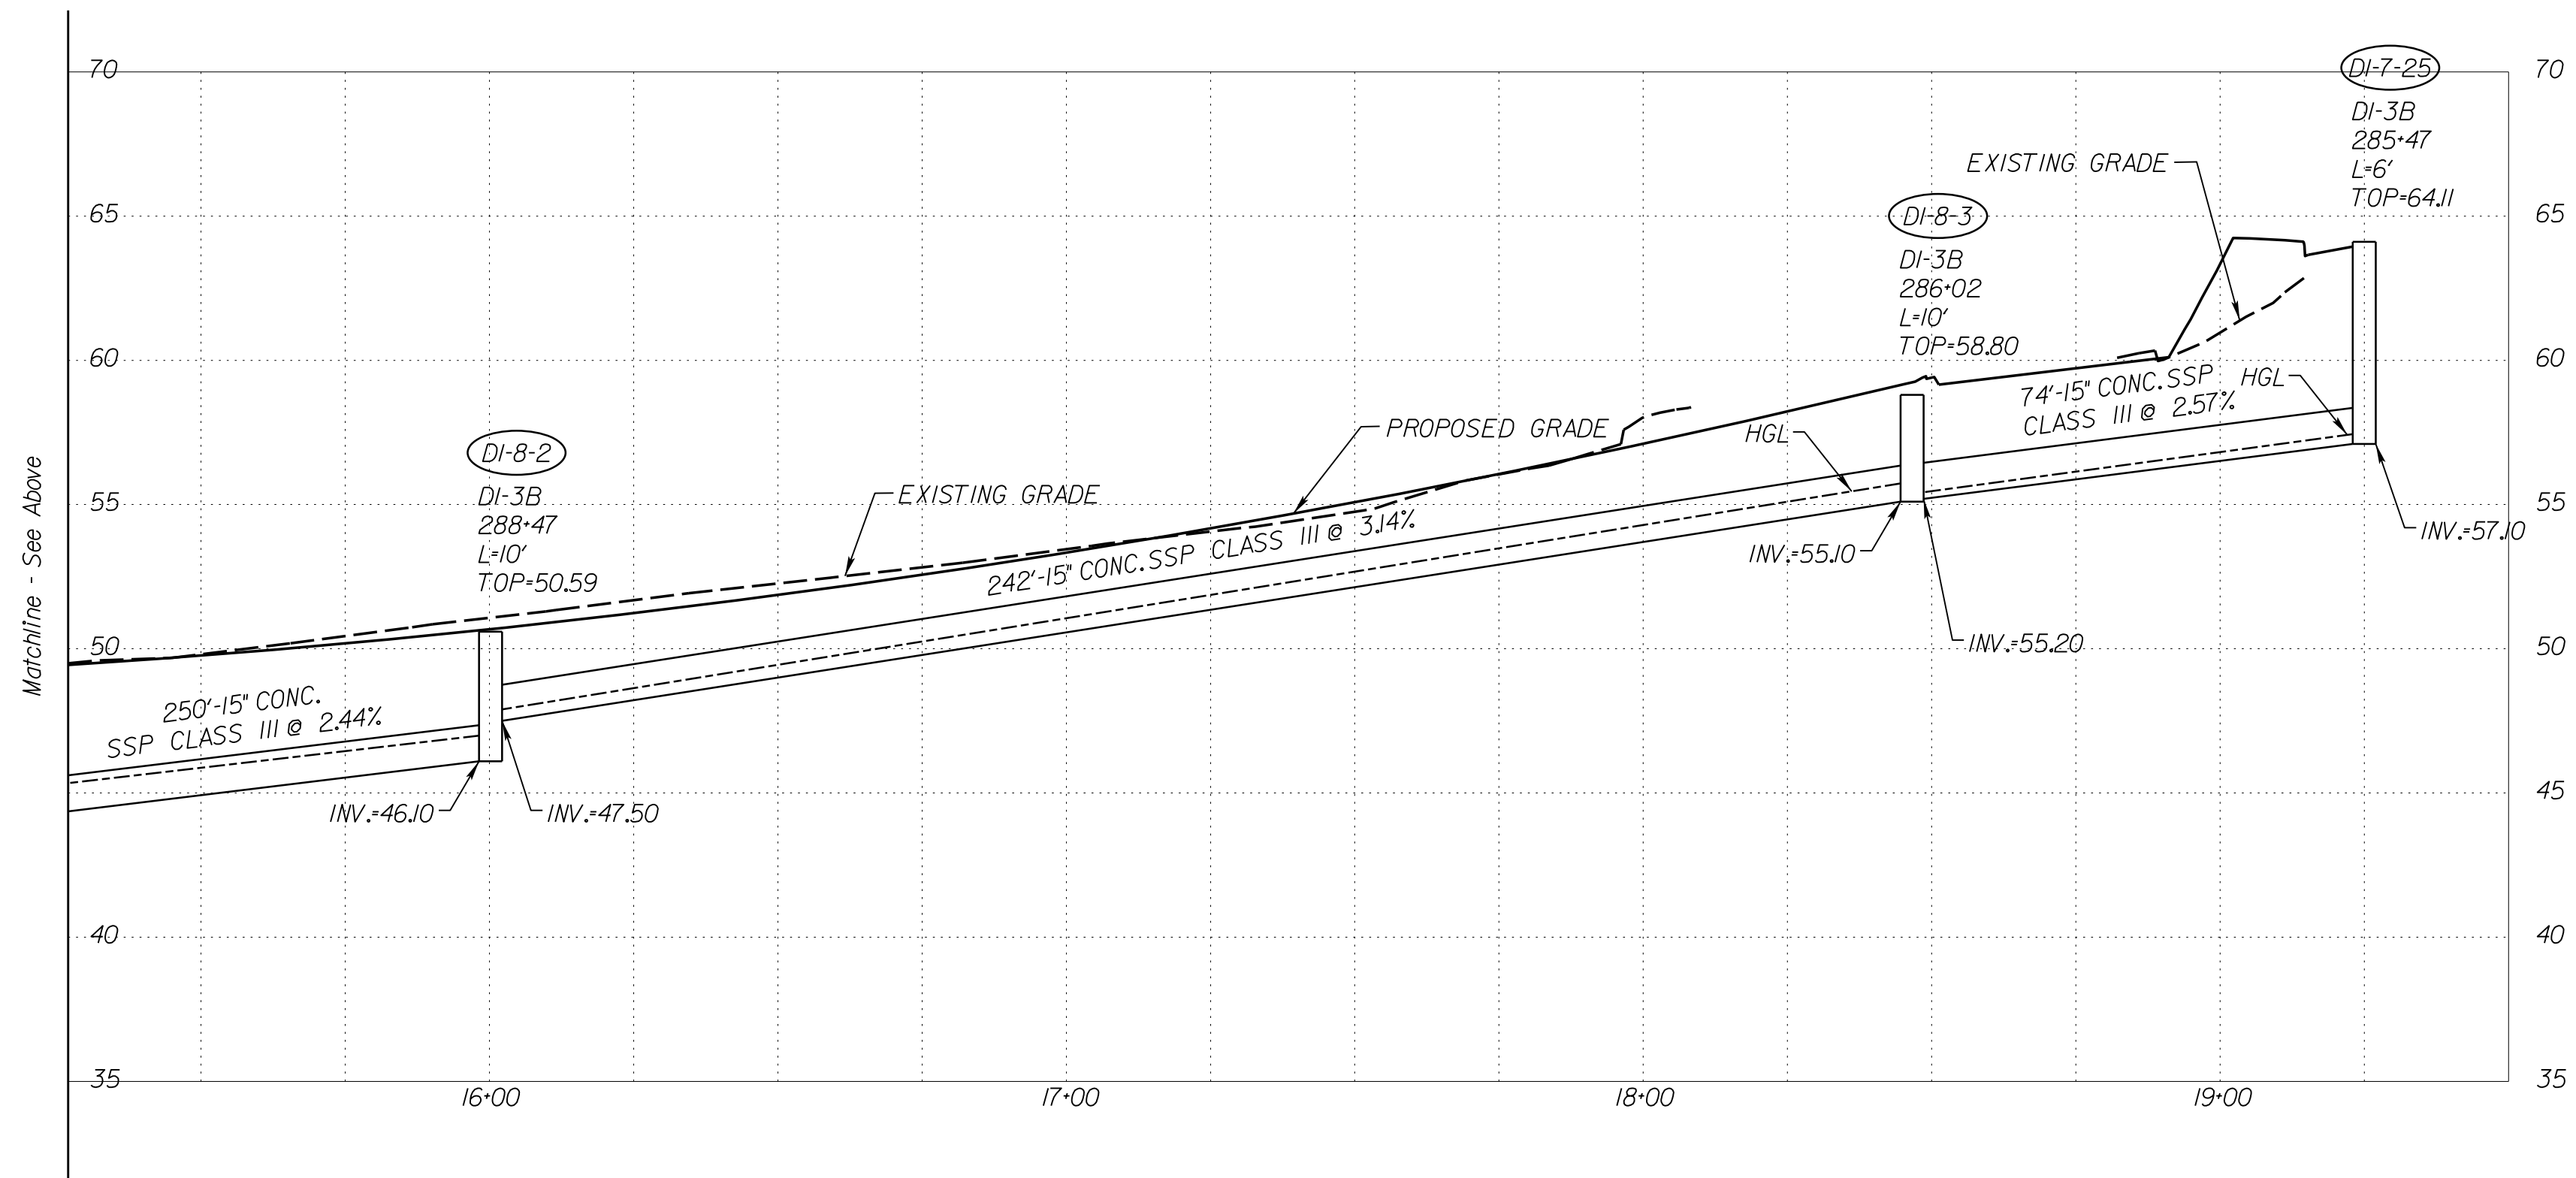 70
65
60
55
50
40
35
Matchline - See Above
DI-8-2
DI-3B
288+47
L=10'
TOP=50.59
250'-15" CONC.
SSP CLASS III @ 2.44%
INV.=46.10
INV.=47.50
EXISTING GRADE
242'-15" CONC. SSP CLASS III @ 3.14%
PROPOSED GRADE
HGL
DI-8-3
DI-3B
286+02
L=10'
TOP=58.80
INV.=55.10
INV.=55.20
74'-15" CONC. SSP
CLASS III @ 2.57%
HGL
EXISTING GRADE
DI-7-25
DI-3B
285+47
L=6'
TOP=64.11
INV.=57.10
70
65
60
55
50
45
40
35
16+00
17+00
18+00
19+00